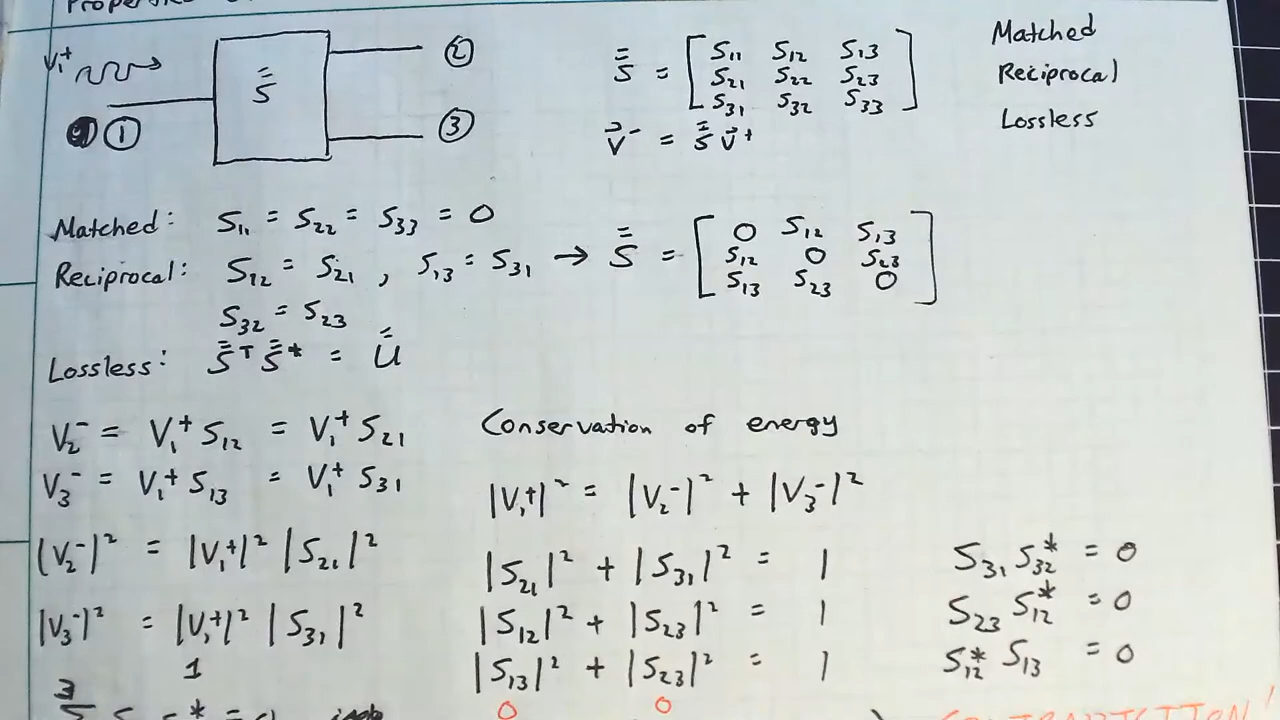 V₁⁺
S̿
①
②
③
S̿ = [ S₁₁ S₁₂ S₁₃
S₂₁ S₂₂ S₂₃
S₃₁ S₃₂ S₃₃ ]
V⃗⁻ = S̿ V⃗⁺
Matched
Reciprocal
Lossless
Matched: S₁₁ = S₂₂ = S₃₃ = 0
Reciprocal: S₁₂ = S₂₁ , S₁₃ = S₃₁ → S̿ = [ 0 S₁₂ S₁₃
S₁₂ 0 S₂₃
S₁₃ S₂₃ 0 ]
S₃₂ = S₂₃
Lossless: S̿ᵀ S̿* = U̿
V₂⁻ = V₁⁺ S₁₂ = V₁⁺ S₂₁
V₃⁻ = V₁⁺ S₁₃ = V₁⁺ S₃₁
|V₂⁻|² = |V₁⁺|² |S₂₁|²
|V₃⁻|² = |V₁⁺|² |S₃₁|²
1
Conservation of energy
|V₁⁺|² = |V₂⁻|² + |V₃⁻|²
|S₂₁|² + |S₃₁|² = 1
|S₁₂|² + |S₂₃|² = 1
|S₁₃|² + |S₂₃|² = 1
0 0
S₃₁ S₃₂* = 0
S₂₃ S₁₂* = 0
S₁₂* S₁₃ = 0